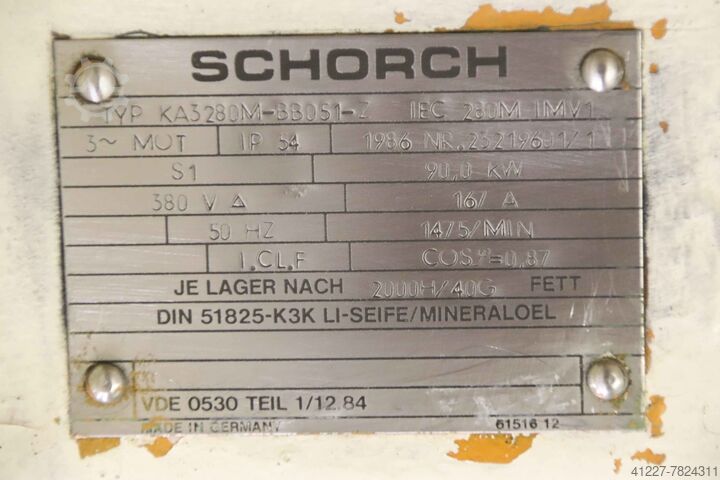 SCHORCH
TYP KA3280M-BB051-Z IEC 280M-IMV1
3~ MOT IP 54 1986 NR.
S1 90,0 KW
380 V Δ 167 A
50 HZ 1475/MIN
I.CL.F COSφ=0,87
JE LAGER NACH 2000H/40G FETT
DIN 51825-K3K LI-SEIFE/MINERALOEL
VDE 0530 TEIL 1/12.84
MADE IN GERMANY 61516 12
41227-7824311